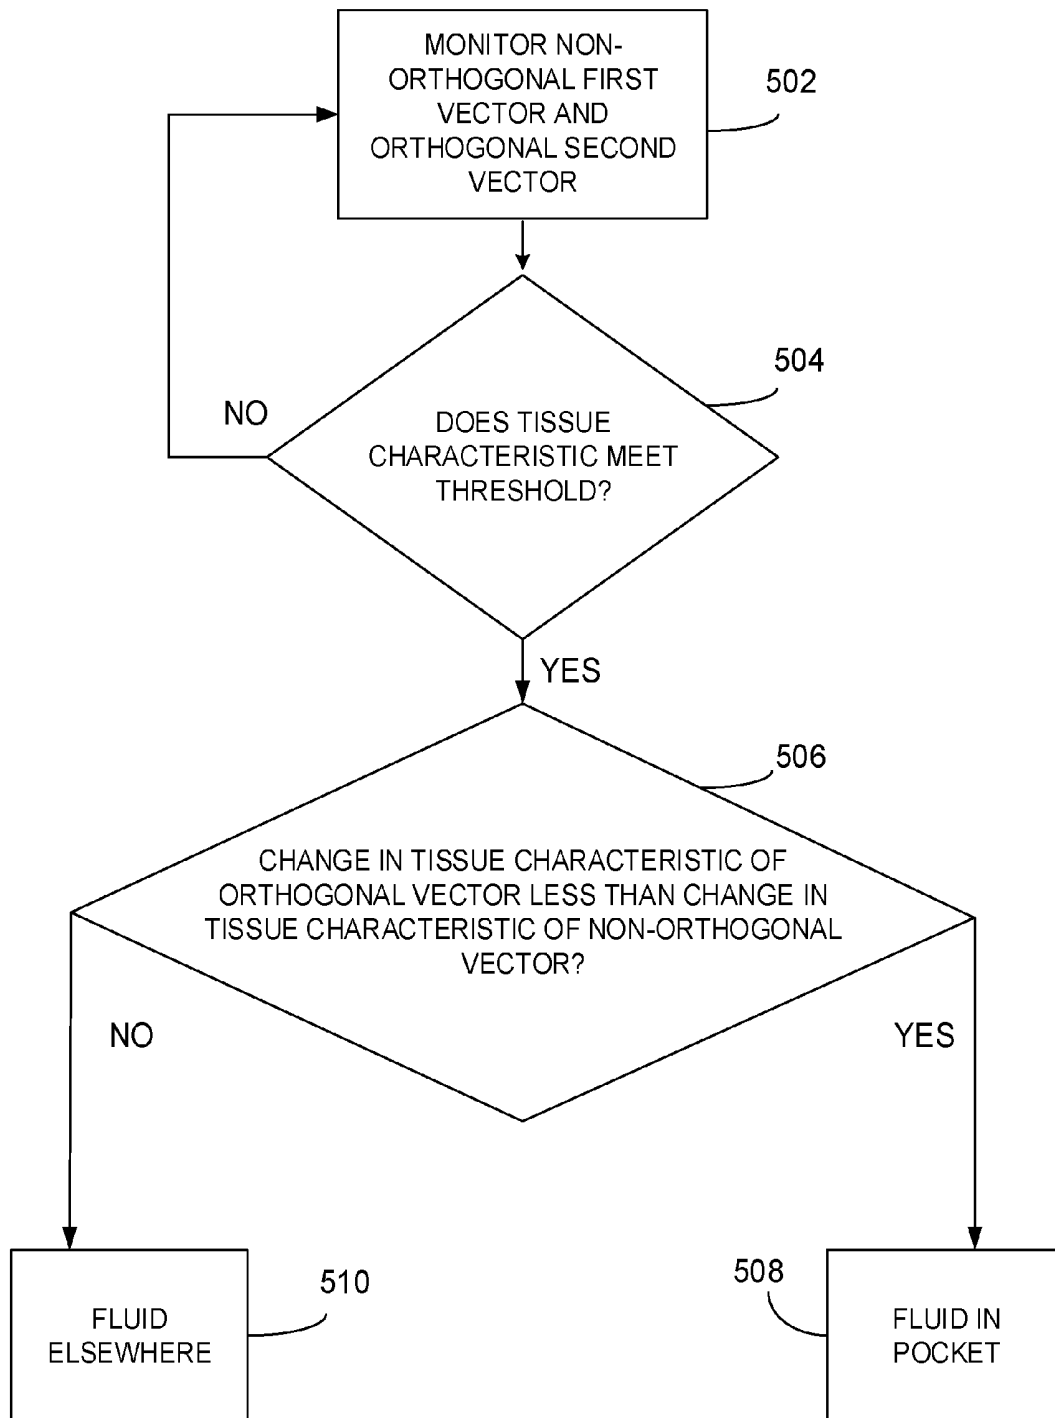 MONITOR NON-
ORTHOGONAL FIRST
VECTOR AND
ORTHOGONAL SECOND
VECTOR
502
504
NO
DOES TISSUE
CHARACTERISTIC MEET
THRESHOLD?
YES
506
CHANGE IN TISSUE CHARACTERISTIC OF
ORTHOGONAL VECTOR LESS THAN CHANGE IN
TISSUE CHARACTERISTIC OF NON-ORTHOGONAL
VECTOR?
NO
YES
510
508
FLUID
ELSEWHERE
FLUID IN
POCKET